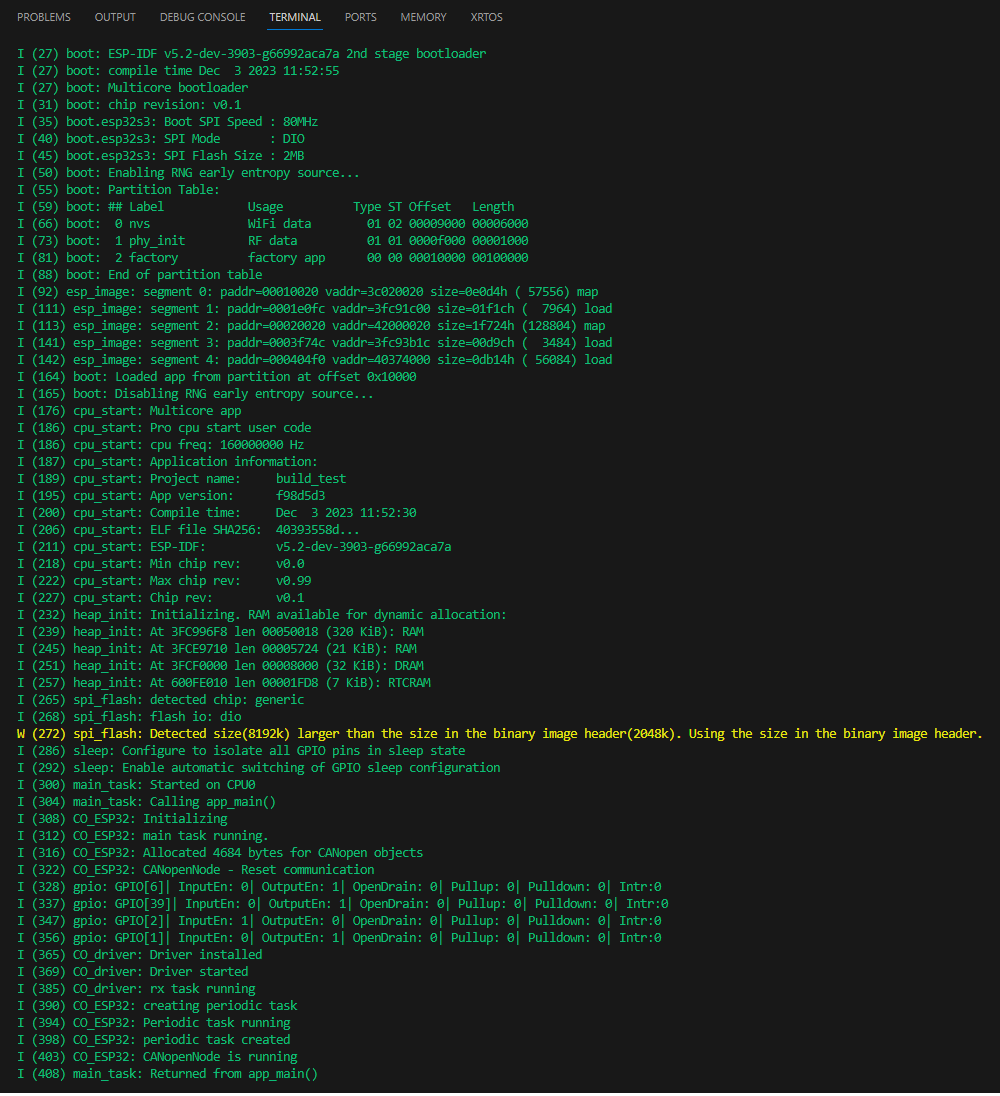 PROBLEMS OUTPUT DEBUG CONSOLE TERMINAL PORTS MEMORY XRTOS
I (27) boot: ESP-IDF v5.2-dev-3903-g66992aca7a 2nd stage bootloader
I (27) boot: compile time Dec  3 2023 11:52:55
I (27) boot: Multicore bootloader
I (31) boot: chip revision: v0.1
I (35) boot.esp32s3: Boot SPI Speed : 80MHz
I (40) boot.esp32s3: SPI Mode       : DIO
I (45) boot.esp32s3: SPI Flash Size : 2MB
I (50) boot: Enabling RNG early entropy source...
I (55) boot: Partition Table:
I (59) boot: ## Label            Usage          Type ST Offset   Length
I (66) boot:  0 nvs              WiFi data        01 02 00009000 00006000
I (73) boot:  1 phy_init         RF data          01 01 0000f000 00001000
I (81) boot:  2 factory          factory app      00 00 00010000 00100000
I (88) boot: End of partition table
I (92) esp_image: segment 0: paddr=00010020 vaddr=3c020020 size=0e0d4h ( 57556) map
I (111) esp_image: segment 1: paddr=0001e0fc vaddr=3fc91c00 size=01f1ch (  7964) load
I (113) esp_image: segment 2: paddr=00020020 vaddr=42000020 size=1f724h (128804) map
I (141) esp_image: segment 3: paddr=0003f74c vaddr=3fc93b1c size=00d9ch (  3484) load
I (142) esp_image: segment 4: paddr=000404f0 vaddr=40374000 size=0db14h ( 56084) load
I (164) boot: Loaded app from partition at offset 0x10000
I (165) boot: Disabling RNG early entropy source...
I (176) cpu_start: Multicore app
I (186) cpu_start: Pro cpu start user code
I (186) cpu_start: cpu freq: 160000000 Hz
I (187) cpu_start: Application information:
I (189) cpu_start: Project name:     build_test
I (195) cpu_start: App version:      f98d5d3
I (200) cpu_start: Compile time:     Dec  3 2023 11:52:30
I (206) cpu_start: ELF file SHA256:  40393558d...
I (211) cpu_start: ESP-IDF:          v5.2-dev-3903-g66992aca7a
I (218) cpu_start: Min chip rev:     v0.0
I (222) cpu_start: Max chip rev:     v0.99
I (227) cpu_start: Chip rev:         v0.1
I (232) heap_init: Initializing. RAM available for dynamic allocation:
I (239) heap_init: At 3FC996F8 len 00050018 (320 KiB): RAM
I (245) heap_init: At 3FCE9710 len 00005724 (21 KiB): RAM
I (251) heap_init: At 3FCF0000 len 00008000 (32 KiB): DRAM
I (257) heap_init: At 600FE010 len 00001FD8 (7 KiB): RTCRAM
I (265) spi_flash: detected chip: generic
I (268) spi_flash: flash io: dio
W (272) spi_flash: Detected size(8192k) larger than the size in the binary image header(2048k). Using the size in the binary image header.
I (286) sleep: Configure to isolate all GPIO pins in sleep state
I (292) sleep: Enable automatic switching of GPIO sleep configuration
I (300) main_task: Started on CPU0
I (304) main_task: Calling app_main()
I (308) CO_ESP32: Initializing
I (312) CO_ESP32: main task running.
I (316) CO_ESP32: Allocated 4684 bytes for CANopen objects
I (322) CO_ESP32: CANopenNode - Reset communication
I (328) gpio: GPIO[6]| InputEn: 0| OutputEn: 1| OpenDrain: 0| Pullup: 0| Pulldown: 0| Intr:0
I (337) gpio: GPIO[39]| InputEn: 0| OutputEn: 1| OpenDrain: 0| Pullup: 0| Pulldown: 0| Intr:0
I (347) gpio: GPIO[2]| InputEn: 1| OutputEn: 0| OpenDrain: 0| Pullup: 0| Pulldown: 0| Intr:0
I (356) gpio: GPIO[1]| InputEn: 0| OutputEn: 1| OpenDrain: 0| Pullup: 0| Pulldown: 0| Intr:0
I (365) CO_driver: Driver installed
I (369) CO_driver: Driver started
I (385) CO_driver: rx task running
I (390) CO_ESP32: creating periodic task
I (394) CO_ESP32: Periodic task running
I (398) CO_ESP32: periodic task created
I (403) CO_ESP32: CANopenNode is running
I (408) main_task: Returned from app_main()